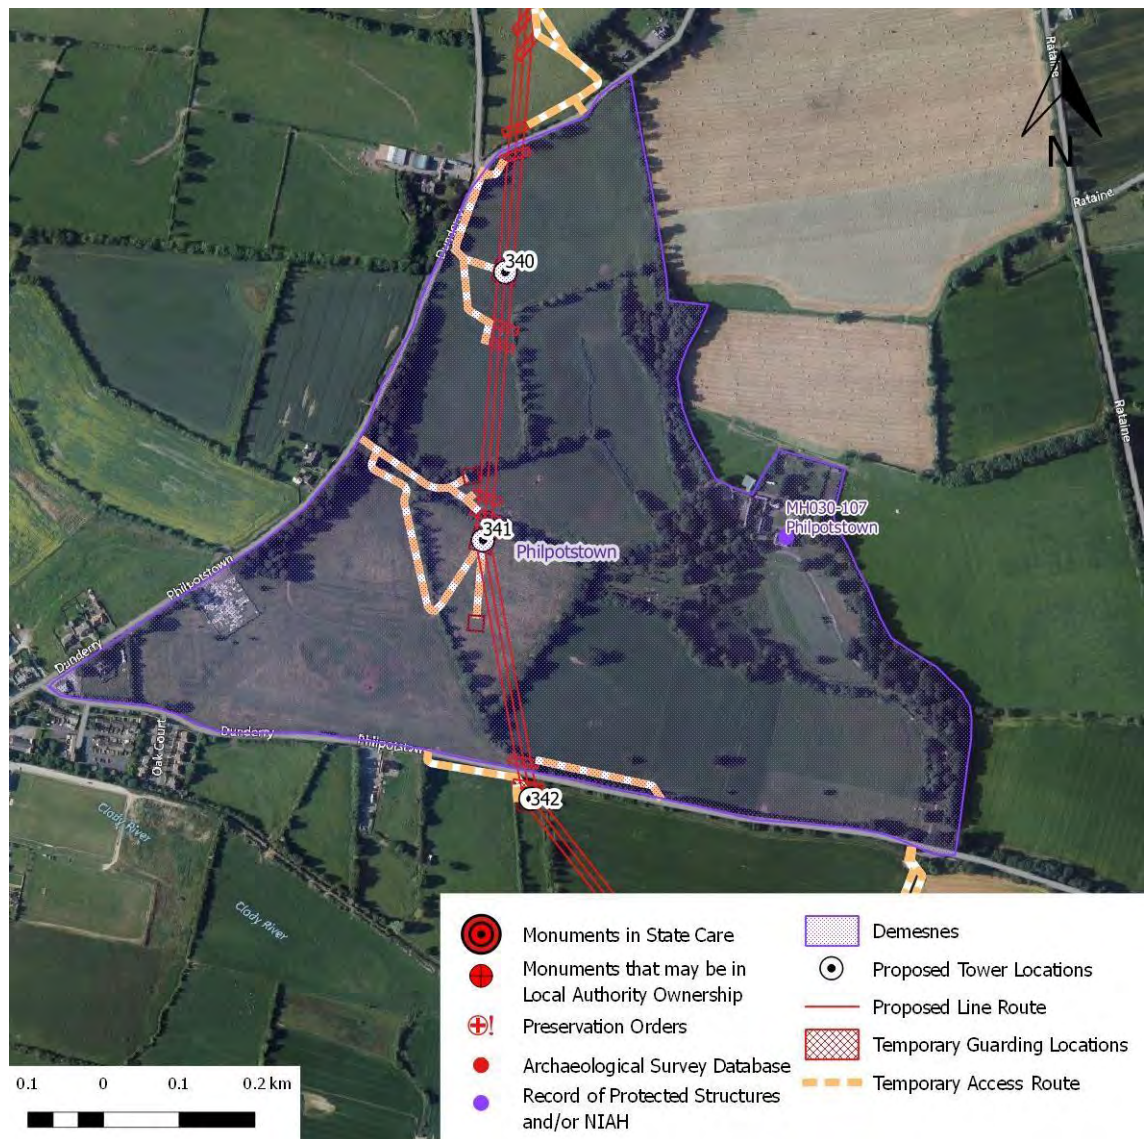 Rataine
N
Rataine
Dunderry
340
Rataine
MH030-107
Philpotstown
341
Philpotstown
Philpotstown
Dunderry
Oak Court
Dunderry
Philpotstown
342
Clady River
Clady River
Monuments in State Care
Monuments that may be in
Local Authority Ownership
Preservation Orders
Archaeological Survey Database
Record of Protected Structures
and/or NIAH
Demesnes
Proposed Tower Locations
Proposed Line Route
Temporary Guarding Locations
Temporary Access Route
0.1 0 0.1 0.2 km